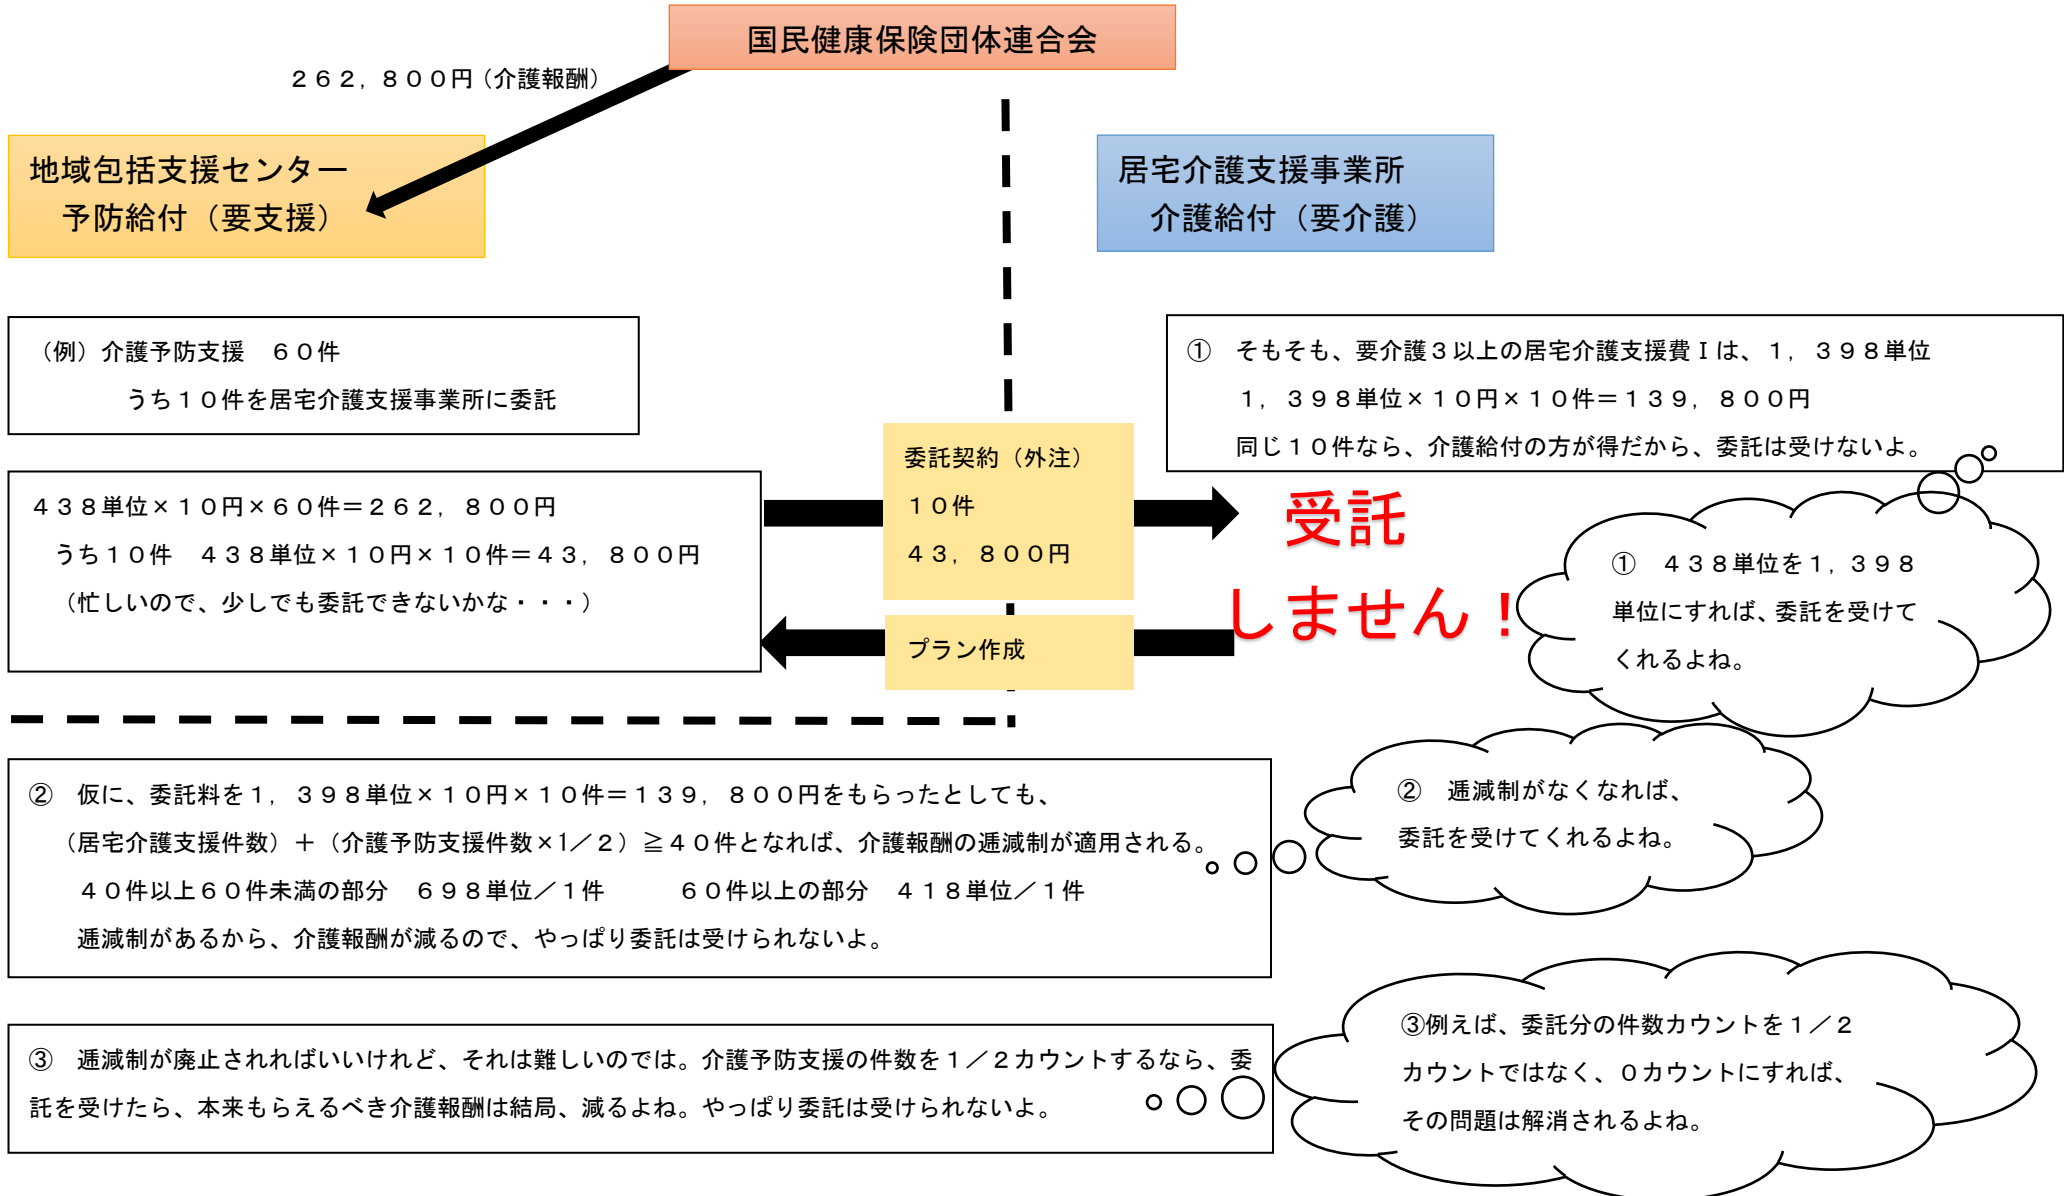 国民健康保険団体連合会
２６２，８００円（介護報酬）
地域包括支援センター
予防給付（要支援）
居宅介護支援事業所
介護給付（要介護）
（例）介護予防支援　６０件
うち１０件を居宅介護支援事業所に委託
①　そもそも、要介護３以上の居宅介護支援費Ⅰは、１，３９８単位
１，３９８単位×１０円×１０件＝１３９，８００円
同じ１０件なら、介護給付の方が得だから、委託は受けないよ。
４３８単位×１０円×６０件＝２６２，８００円
うち１０件　４３８単位×１０円×１０件＝４３，８００円
（忙しいので、少しでも委託できないかな・・・）
委託契約（外注）
１０件
４３，８００円
プラン作成
受託
しません！
①　４３８単位を１，３９８
単位にすれば、委託を受けて
くれるよね。
②　仮に、委託料を１，３９８単位×１０円×１０件＝１３９，８００円をもらったとしても、
（居宅介護支援件数）＋（介護予防支援件数×1／２）≧４０件となれば、介護報酬の逓減制が適用される。
４０件以上６０件未満の部分　６９８単位／１件　　　６０件以上の部分　４１８単位／１件
逓減制があるから、介護報酬が減るので、やっぱり委託は受けられないよ。
②　逓減制がなくなれば、
委託を受けてくれるよね。
③　逓減制が廃止されればいいけれど、それは難しいのでは。介護予防支援の件数を１／２カウントするなら、委
託を受けたら、本来もらえるべき介護報酬は結局、減るよね。やっぱり委託は受けられないよ。
③例えば、委託分の件数カウントを１／２
カウントではなく、０カウントにすれば、
その問題は解消されるよね。